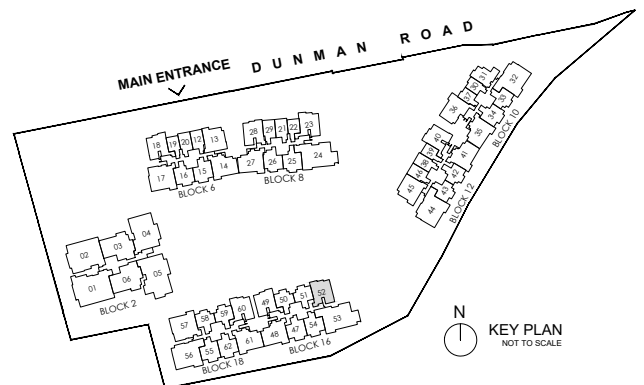 DUNMAN ROAD
MAIN ENTRANCE
18 19 20 12 13
17 16 15 14
BLOCK 6
28 29 21 22 23
27 26 25 24
BLOCK 8
37 30 31 32
36 35 34 33
BLOCK 10
40 39 38 46 45
41 42 43 44
BLOCK 12
02 03 04
01 06 05
BLOCK 2
57 58 59 60
56 55 62 61
BLOCK 18
49 50 51 52
48 47 54 53
BLOCK 16
N
KEY PLAN
NOT TO SCALE